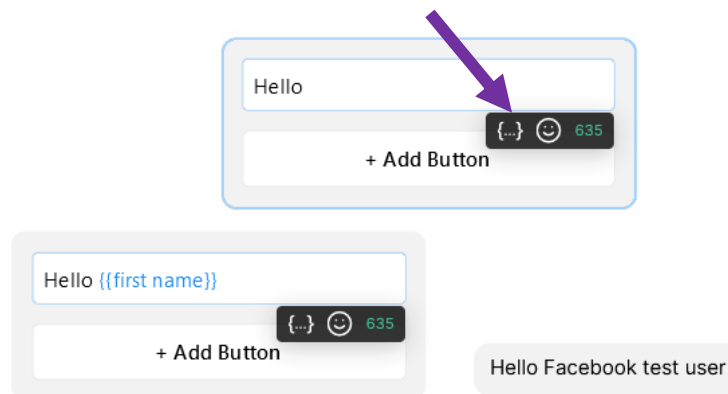 Hello
{...} 635
+ Add Button
Hello {{first name}}
{...} 635
+ Add Button
Hello Facebook test user